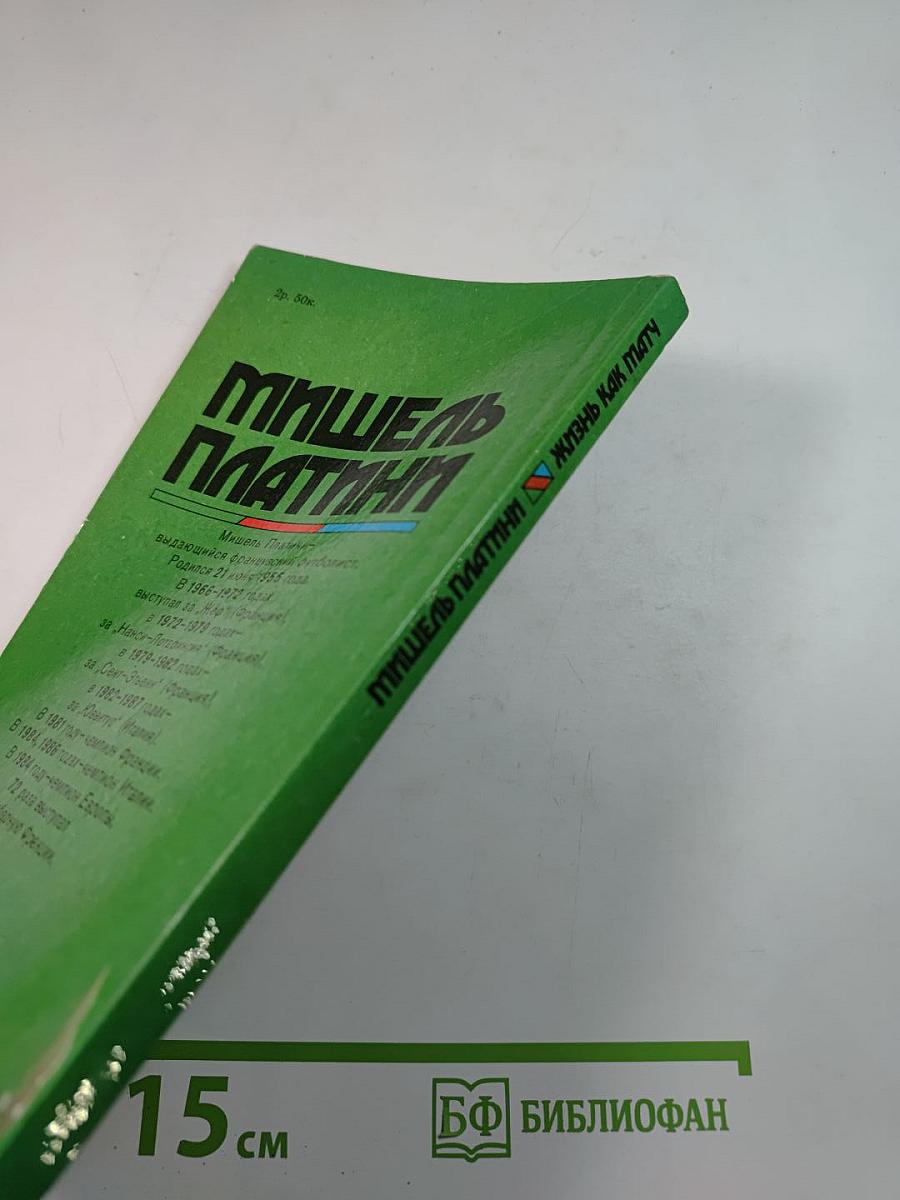 2р. 50к.
МИШЕЛЬ
ПЛАТИНИ
Мишель Платини–
выдающийся французский футболист.
Родился 21 июня 1955 года.
В 1966–1972 годах
выступал за „Жёф" (Франция),
в 1972–1979 годах–
за „Нанси-Лотарингия" (Франция),
в 1979–1982 годах–
за „Сент-Этьенн" (Франция),
в 1982–1987 годах–
за „Ювентус" (Италия).
В 1981 году–чемпион Франции.
В 1984, 1986 годах–чемпион Италии.
В 1984 году–чемпион Европы.
72 раза выступал
Франции.
МИШЕЛЬ ПЛАТИНИ ЖИЗНЬ КАК МАТЧ
15 см
БФ БИБЛИОФАН